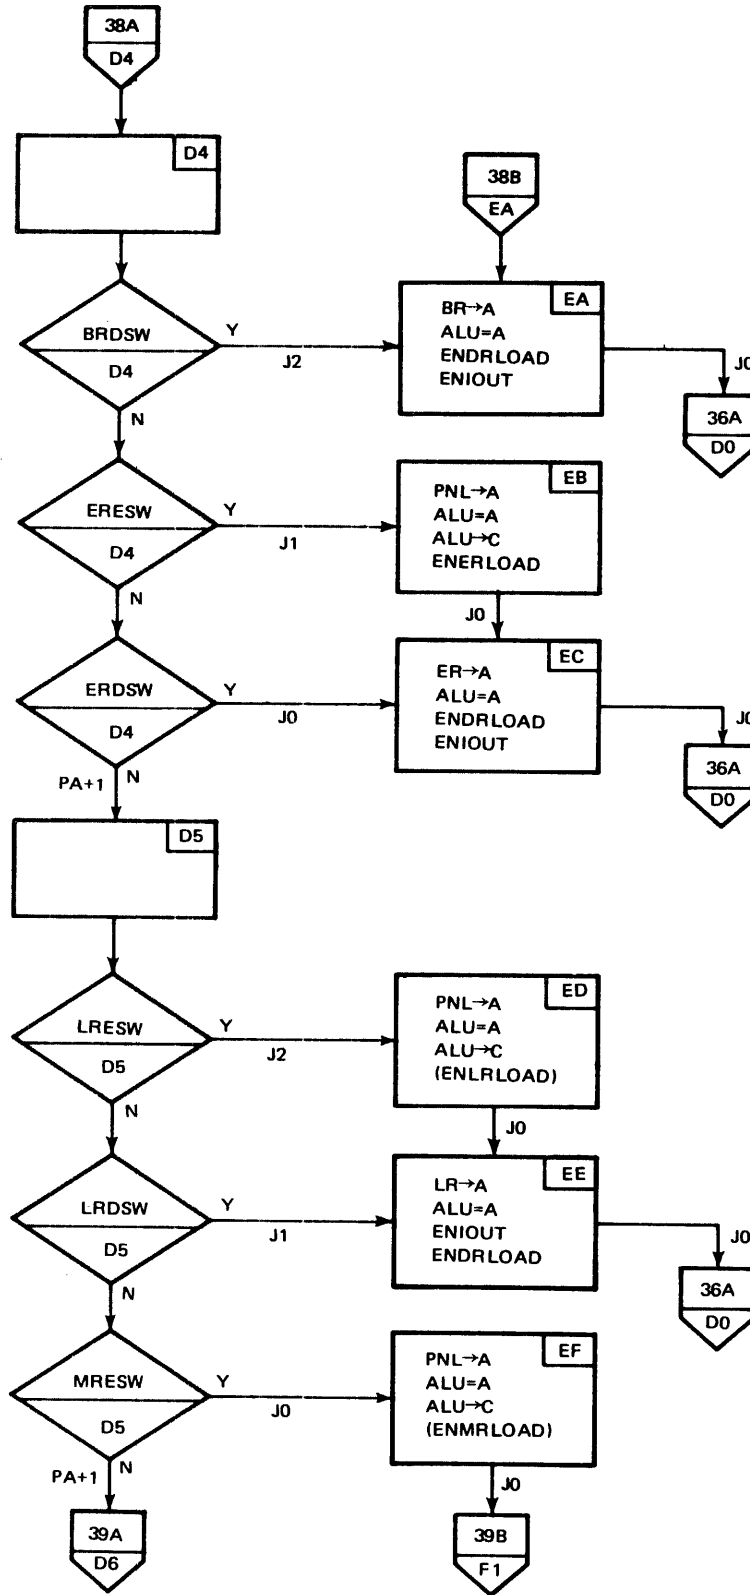 38A
D4
D4
38B
EA
BRDSW
D4
Y
J2
N
EA
BR→A
ALU=A
ENDRLOAD
ENIOUT
J0
36A
D0
ERESW
D4
Y
J1
N
EB
PNL→A
ALU=A
ALU→C
ENERLOAD
J0
ERDSW
D4
Y
J0
N
PA+1
EC
ER→A
ALU=A
ENDRLOAD
ENIOUT
J0
36A
D0
D5
LRESW
D5
Y
J2
N
ED
PNL→A
ALU=A
ALU→C
(ENLRLOAD)
J0
LRDSW
D5
Y
J1
N
EE
LR→A
ALU=A
ENIOUT
ENDRLOAD
J0
36A
D0
MRESW
D5
Y
J0
N
PA+1
EF
PNL→A
ALU=A
ALU→C
(ENMRLOAD)
J0
39A
D6
39B
F1